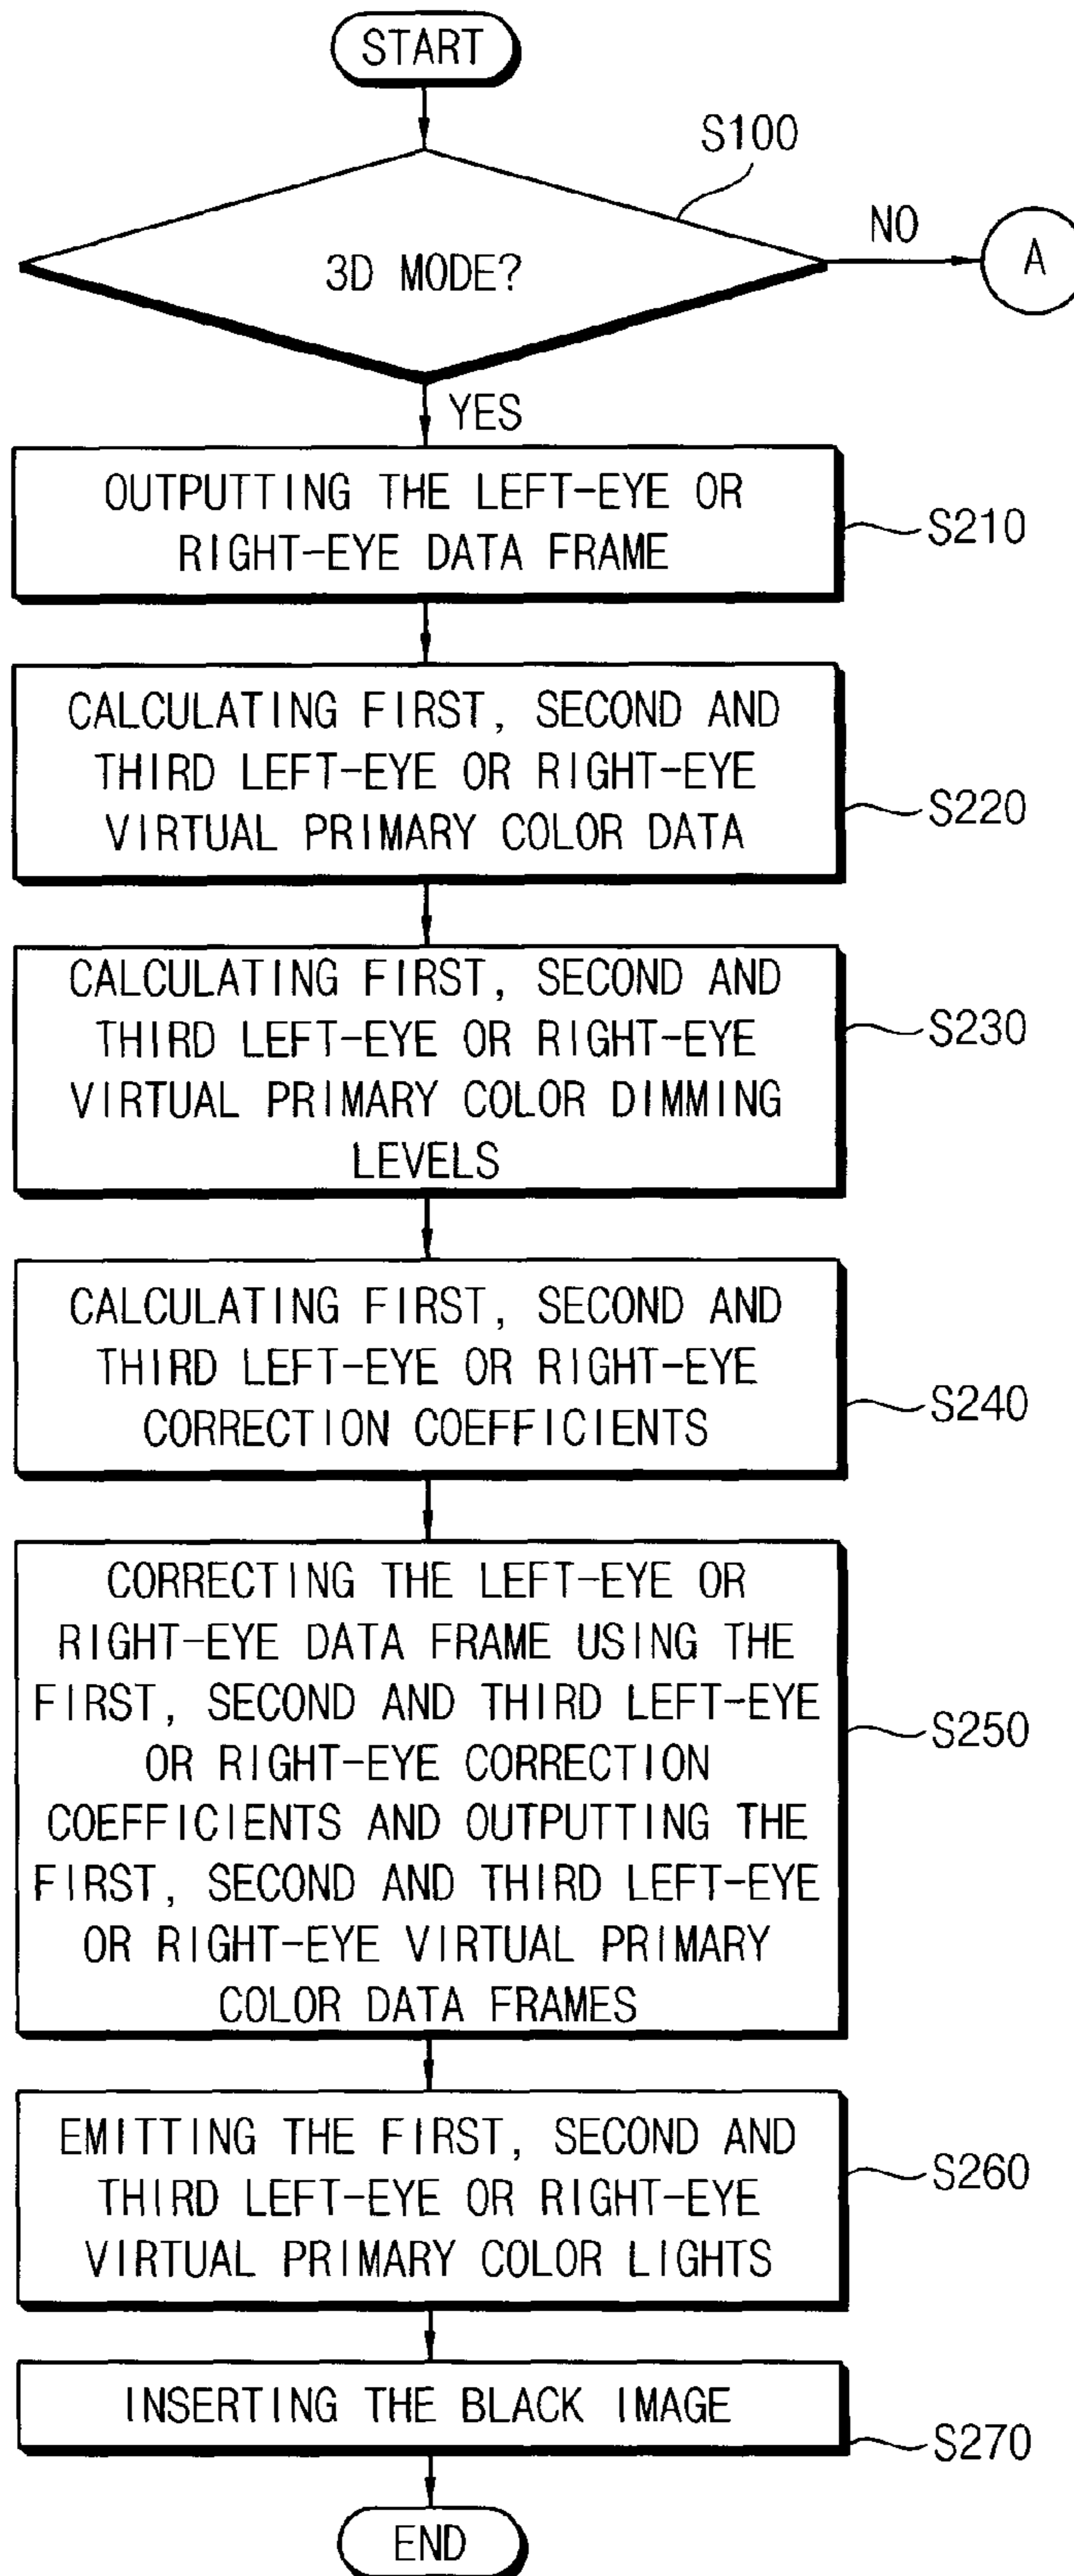 START
S100
3D MODE?
NO
A
YES
OUTPUTTING THE LEFT-EYE OR
RIGHT-EYE DATA FRAME
S210
CALCULATING FIRST, SECOND AND
THIRD LEFT-EYE OR RIGHT-EYE
VIRTUAL PRIMARY COLOR DATA
S220
CALCULATING FIRST, SECOND AND
THIRD LEFT-EYE OR RIGHT-EYE
VIRTUAL PRIMARY COLOR DIMMING
LEVELS
S230
CALCULATING FIRST, SECOND AND
THIRD LEFT-EYE OR RIGHT-EYE
CORRECTION COEFFICIENTS
S240
CORRECTING THE LEFT-EYE OR
RIGHT-EYE DATA FRAME USING THE
FIRST, SECOND AND THIRD LEFT-EYE
OR RIGHT-EYE CORRECTION
COEFFICIENTS AND OUTPUTTING THE
FIRST, SECOND AND THIRD LEFT-EYE
OR RIGHT-EYE VIRTUAL PRIMARY
COLOR DATA FRAMES
S250
EMITTING THE FIRST, SECOND AND
THIRD LEFT-EYE OR RIGHT-EYE
VIRTUAL PRIMARY COLOR LIGHTS
S260
INSERTING THE BLACK IMAGE
S270
END